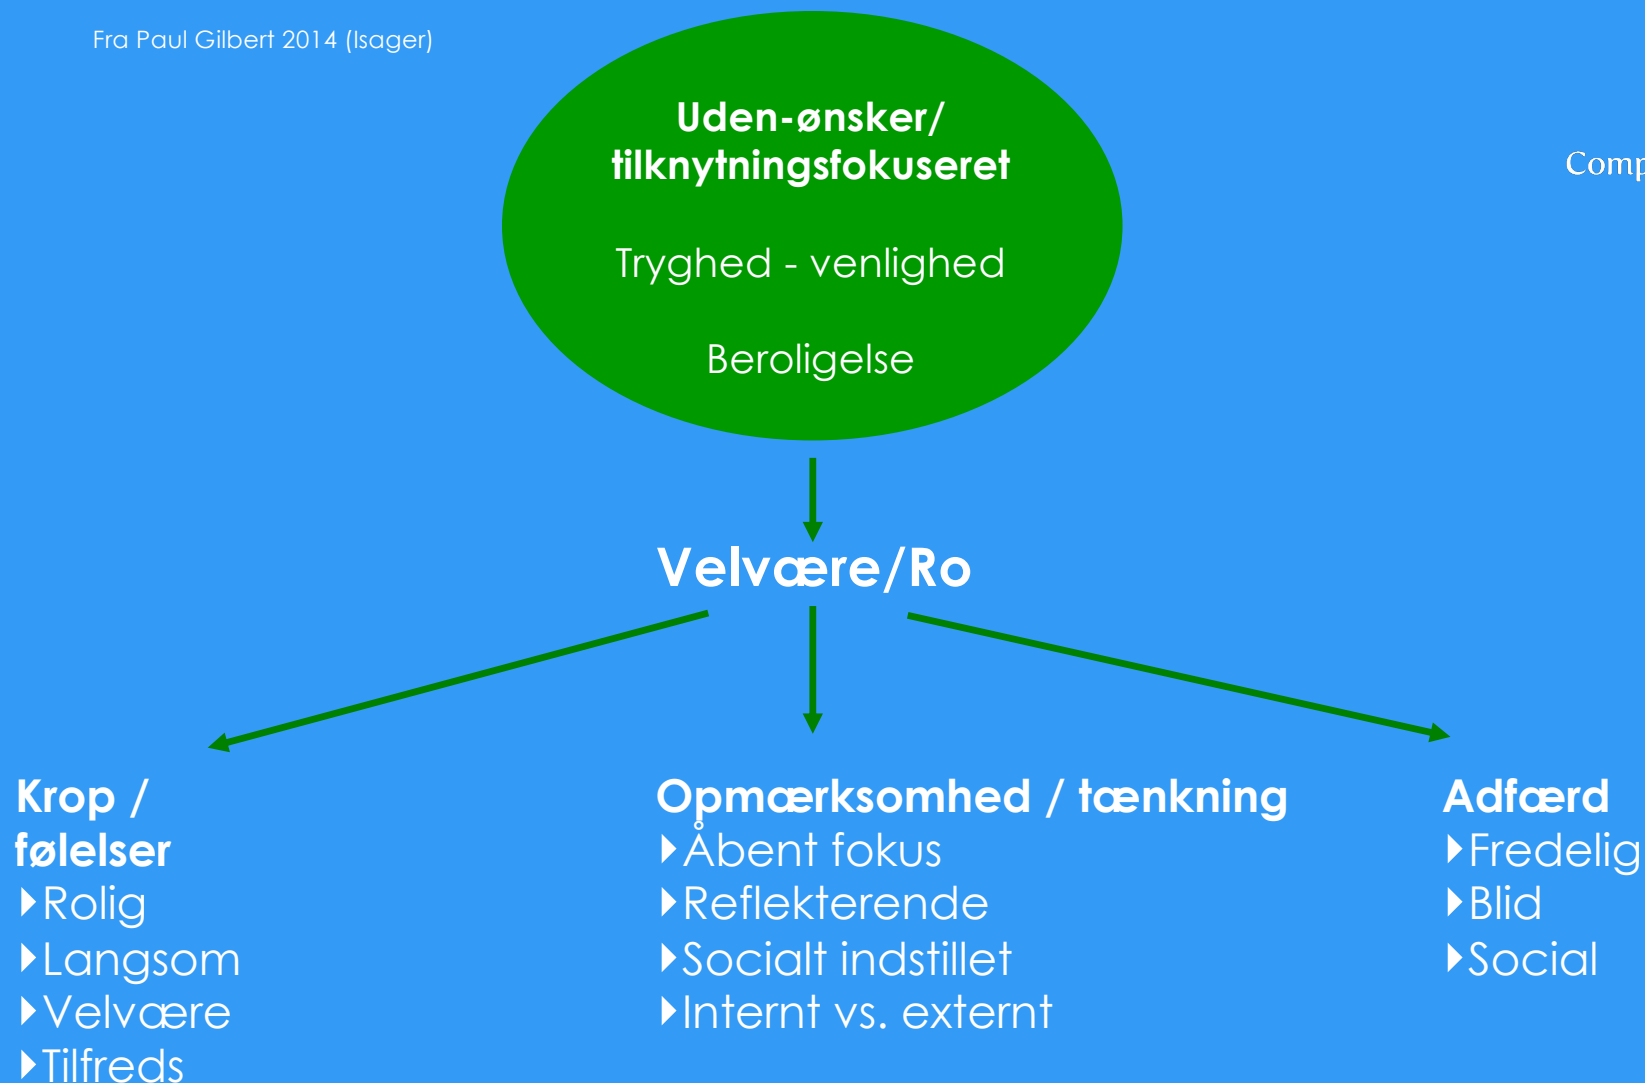 Fra Paul Gilbert 2014 (Isager)
Uden-ønsker/
tilknytningsfokuseret
Tryghed - venlighed
Beroligelse
Comp
Velvære/Ro
Krop /
følelser
Rolig
Langsom
Velvære
Tilfreds
Opmærksomhed / tænkning
Åbent fokus
Reflekterende
Socialt indstillet
Internt vs. externt
Adfærd
Fredelig
Blid
Social